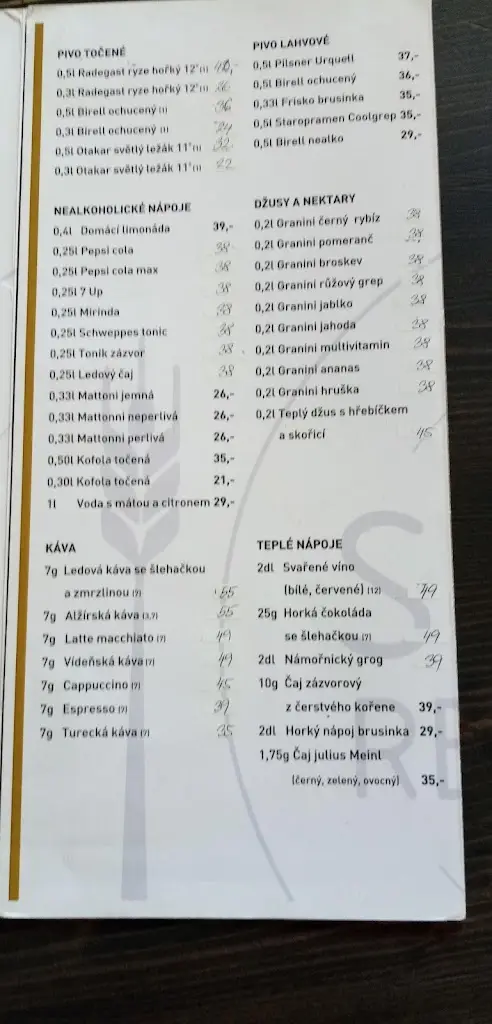 PIVO TOČENÉ
0,5l Radegast ryze hořký 12°(1) 40,-
0,3l Radegast ryze hořký 12°(1) 26
0,5l Birell ochucený (1) 36
0,3l Birell ochucený (1) 24
0,5l Otakar světlý ležák 11°(1) 32
0,3l Otakar světlý ležák 11°(1) 22
NEALKOHOLICKÉ NÁPOJE
0,4l Domácí limonáda 39,-
0,25l Pepsi cola 38
0,25l Pepsi cola max 38
0,25l 7 Up 38
0,25l Mirinda 38
0,25l Schweppes tonic 38
0,25l Tonik zázvor 38
0,25l Ledový čaj 38
0,33l Mattoni jemná 26,-
0,33l Mattonni neperlivá 26,-
0,33l Mattonni perlivá 26,-
0,50l Kofola točená 35,-
0,30l Kofola točená 21,-
1l Voda s mátou a citronem 29,-
KÁVA
7g Ledová káva se šlehačkou
a zmrzlinou (7) 55
7g Alžírská káva (3,7) 55
7g Latte macchiato (7) 49
7g Vídeňská káva (7) 49
7g Cappuccino (7) 45
7g Espresso (7) 39
7g Turecká káva (7) 35
PIVO LAHVOVÉ
0,5l Pilsner Urquell 37,-
0,5l Birell ochucený 36,-
0,33l Frisko brusinka 35,-
0,5l Staropramen Coolgrep 35,-
0,5l Birell nealko 29,-
DŽUSY A NEKTARY
0,2l Granini černý rybíz 38
0,2l Granini pomeranč 38
0,2l Granini broskev 38
0,2l Granini růžový grep 38
0,2l Granini jablko 38
0,2l Granini jahoda 38
0,2l Granini multivitamin 38
0,2l Granini ananas 38
0,2l Granini hruška 38
0,2l Teplý džus s hřebíčkem
a skořicí 45
TEPLÉ NÁPOJE
2dl Svařené víno
(bílé, červené) (12) 49
25g Horká čokoláda
se šlehačkou (7) 49
2dl Námořnický grog 39
10g Čaj zázvorový
z čerstvého kořene 39,-
2dl Horký nápoj brusinka 29,-
1,75g Čaj julius Meinl
(černý, zelený, ovocný) 35,-
S
RE